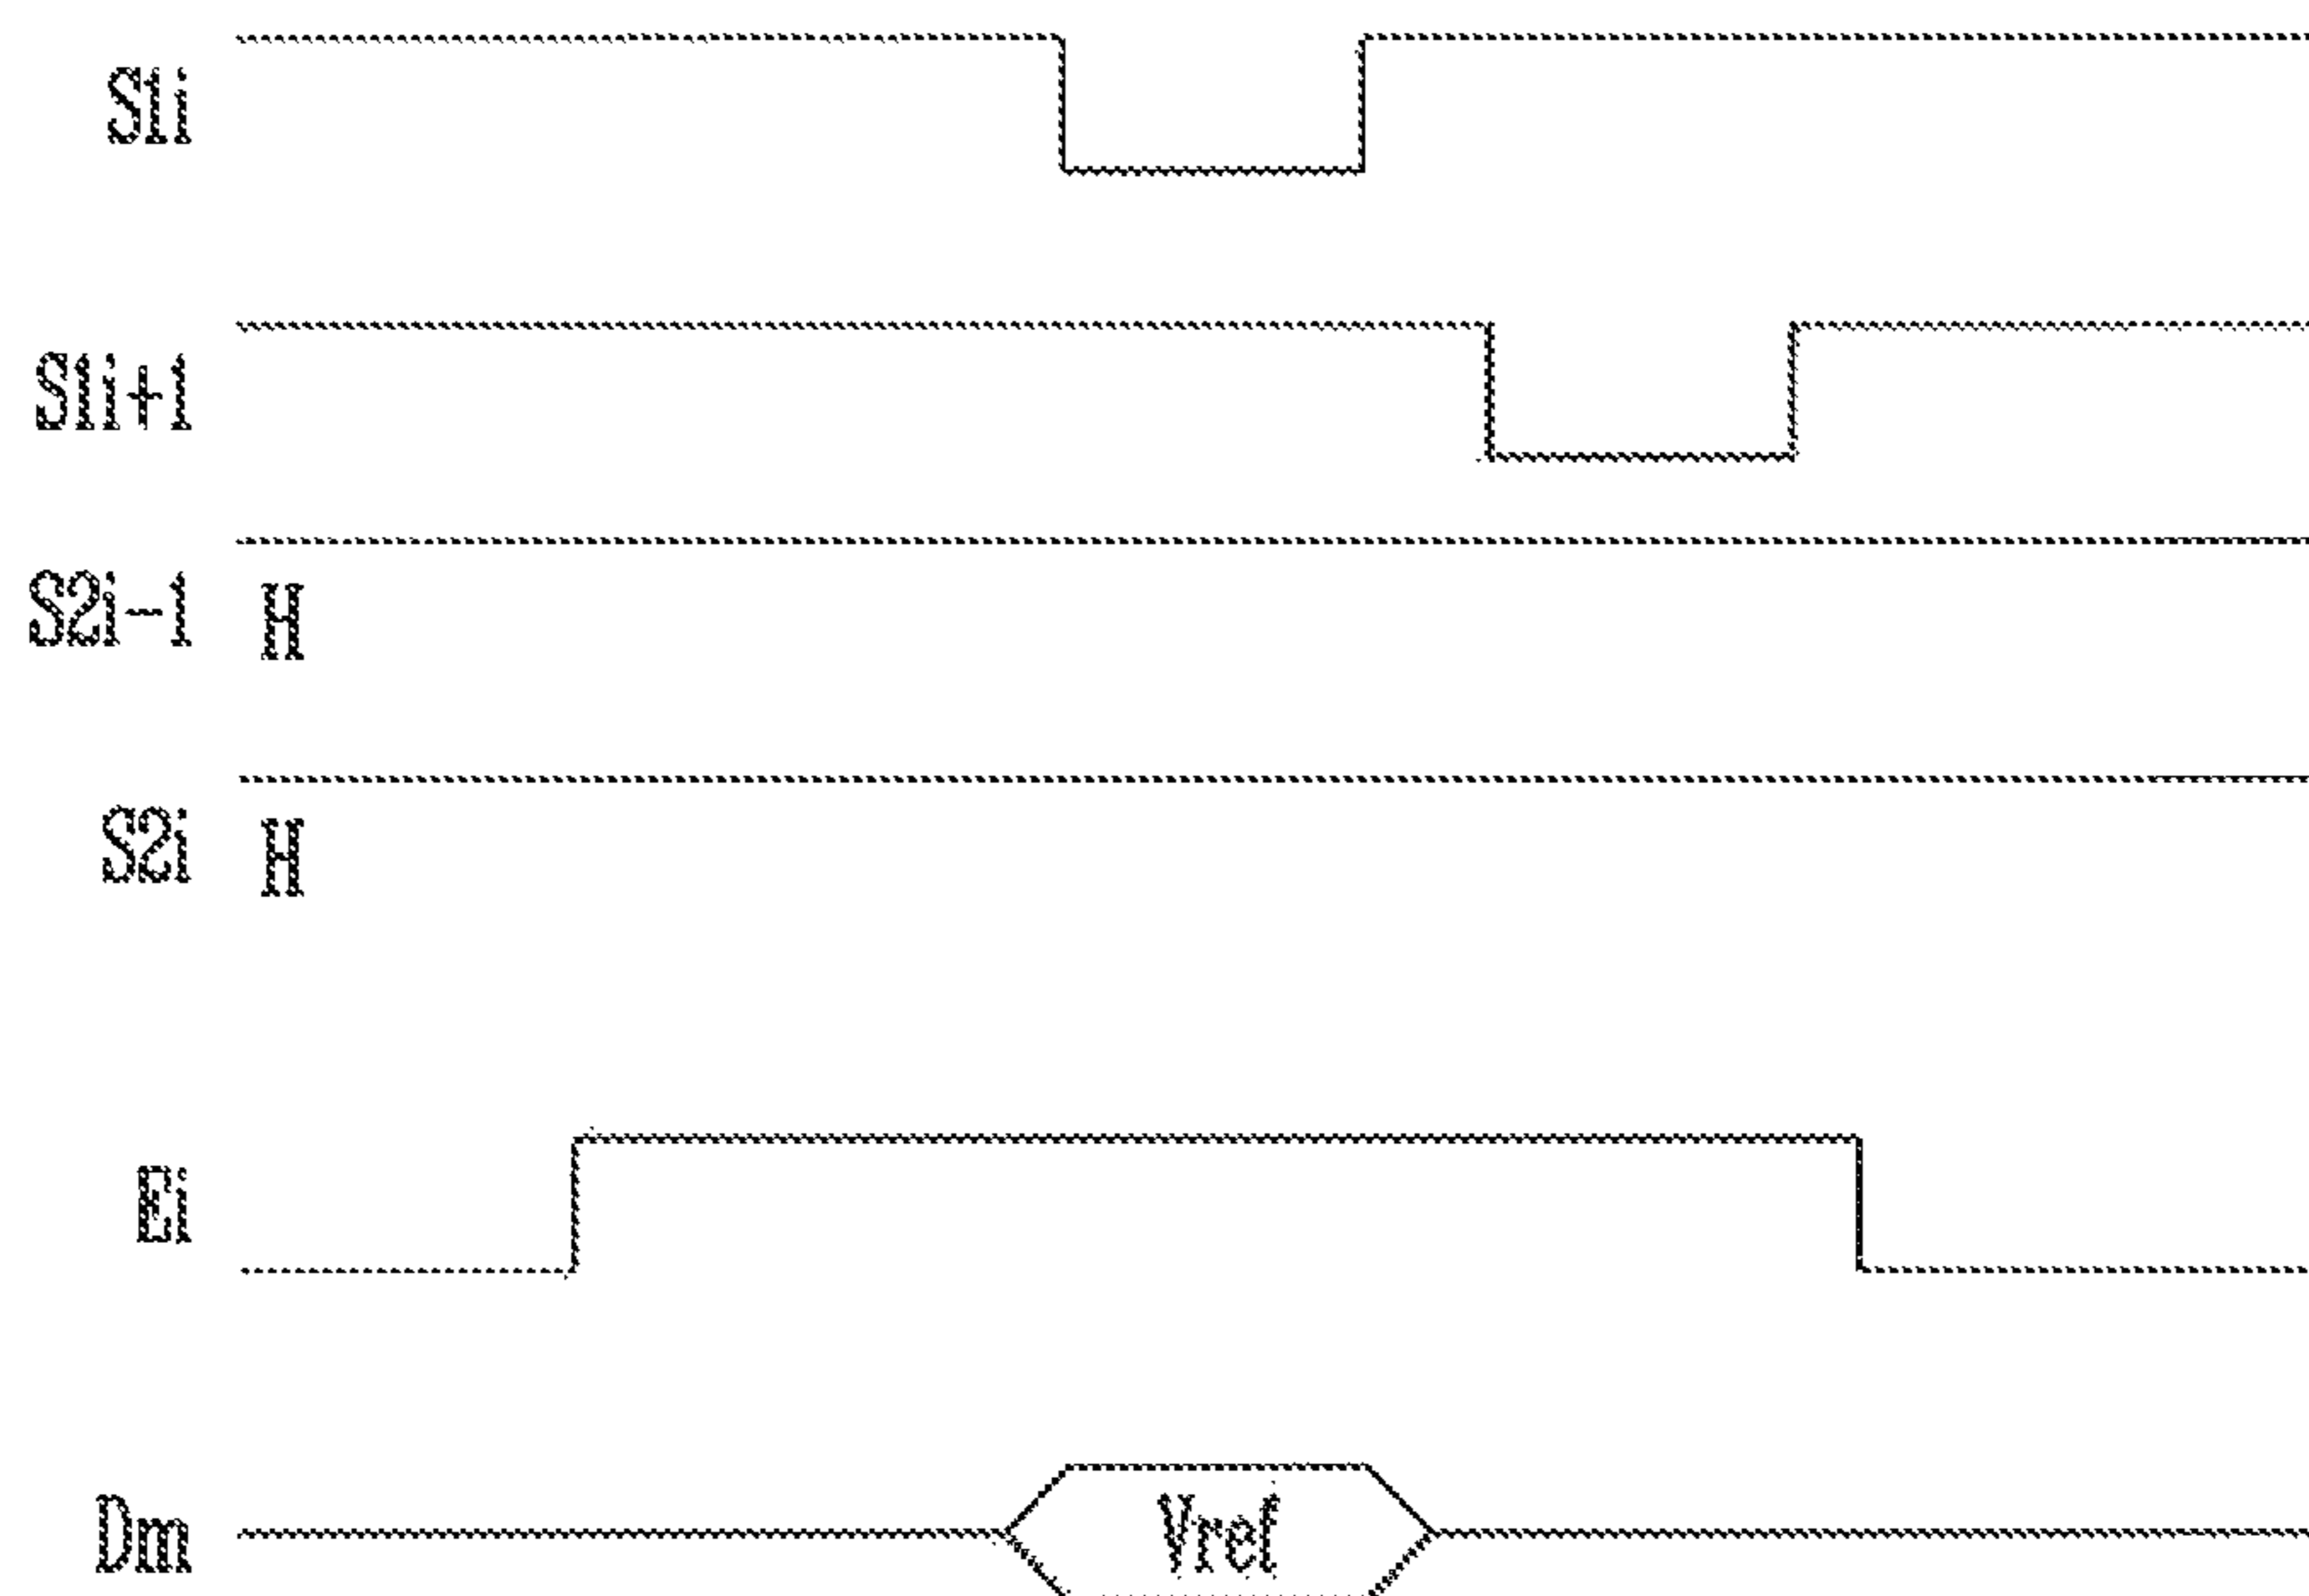 S1i
S1i+1
S2i-1
H
S2i
H
Ei
Dm
Vref